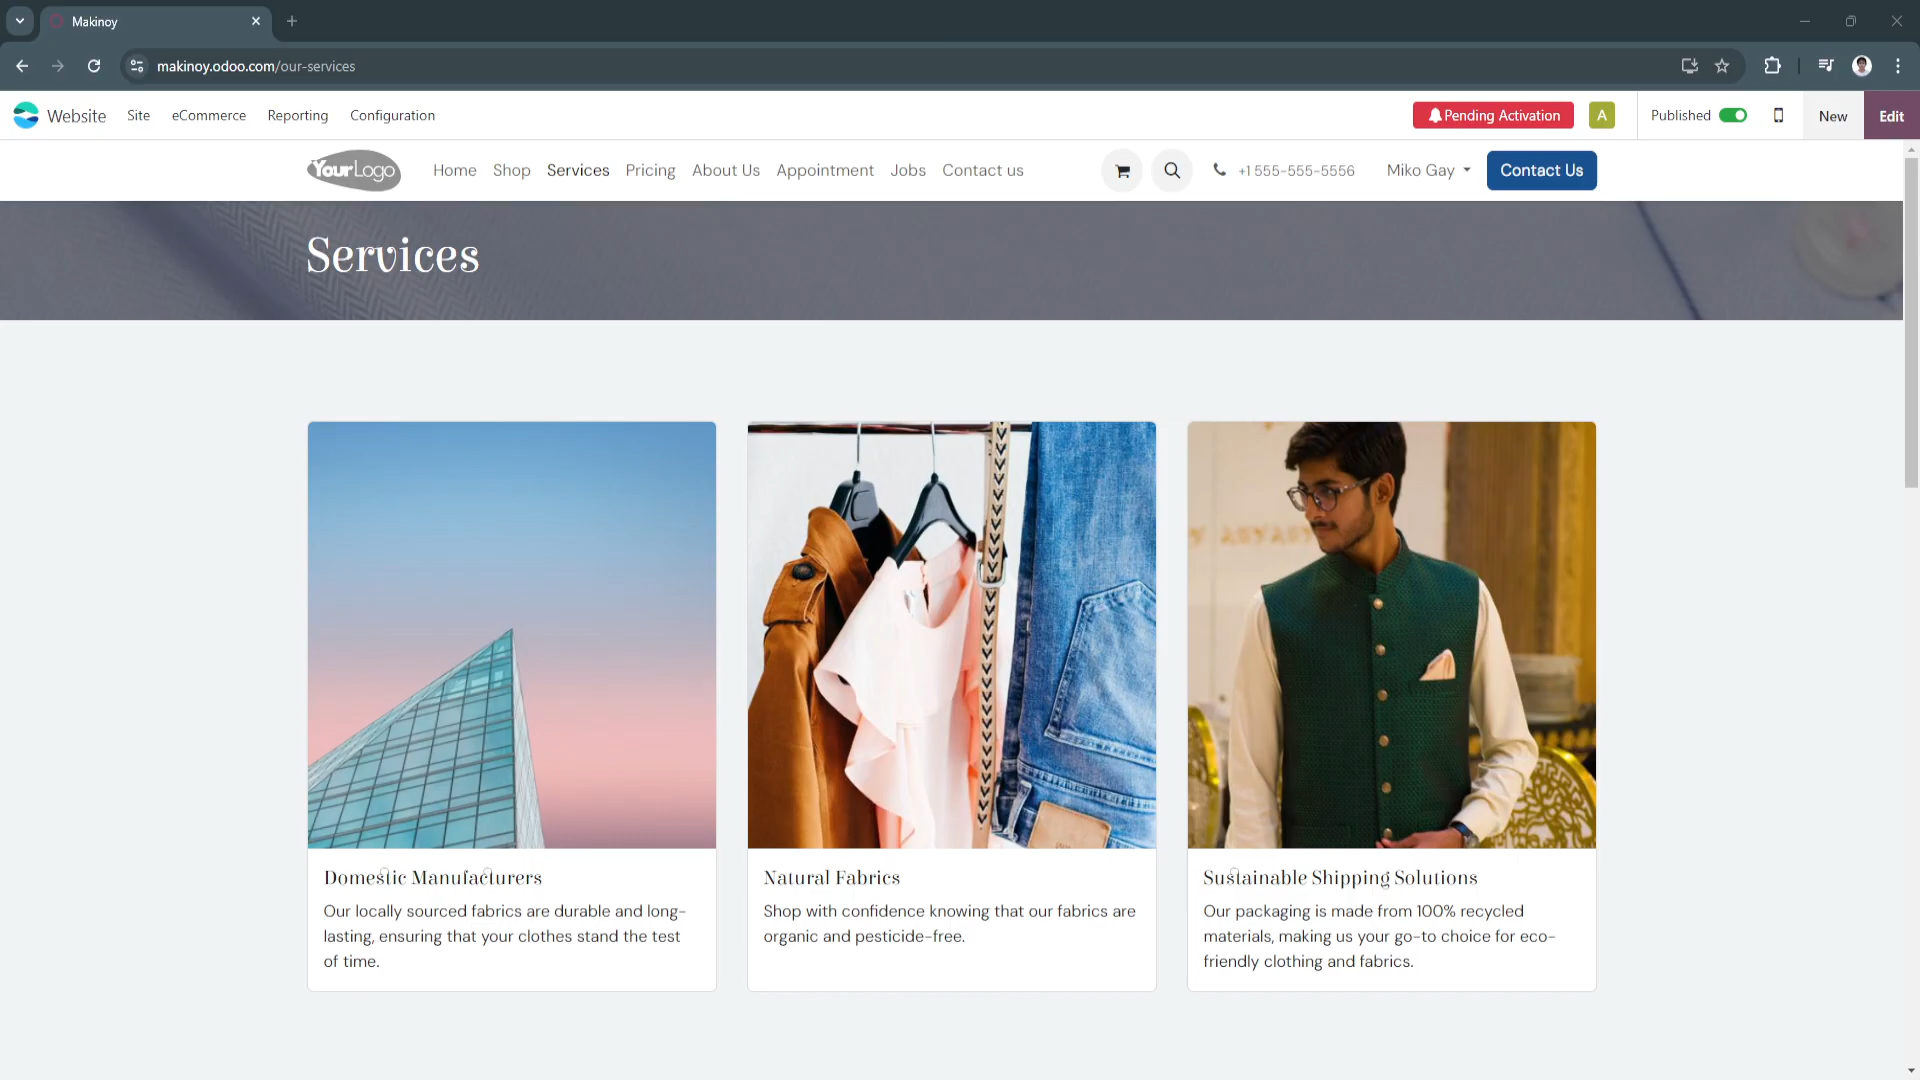 Makinoy
makinoy.odoo.com/our-services
Website Site eCommerce Reporting Configuration Pending Activation A Published New Edit
YourLogo Home Shop Services Pricing About Us Appointment Jobs Contact us +1 555-555-5556 Miko Gay Contact Us
Services
Domestic Manufacturers
Our locally sourced fabrics are durable and long-
lasting, ensuring that your clothes stand the test
of time.
Natural Fabrics
Shop with confidence knowing that our fabrics are
organic and pesticide-free.
Sustainable Shipping Solutions
Our packaging is made from 100% recycled
materials, making us your go-to choice for eco-
friendly clothing and fabrics.